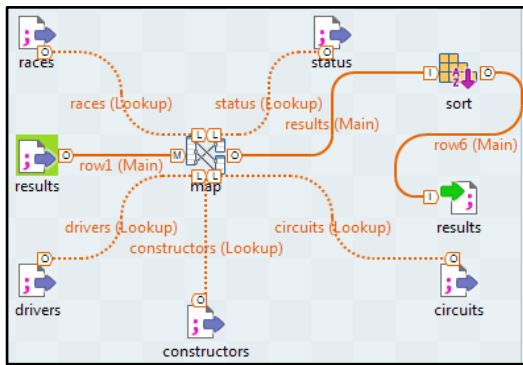 races
status
sort
races (Lookup)
status (Lookup)
results (Main)
row6 (Main)
results
row1 (Main)
map
results
drivers (Lookup)
circuits (Lookup)
constructors (Lookup)
drivers
circuits
constructors
O
O
I
A
Z
O
L
L
O
M
O
L
L
I
O
O
O